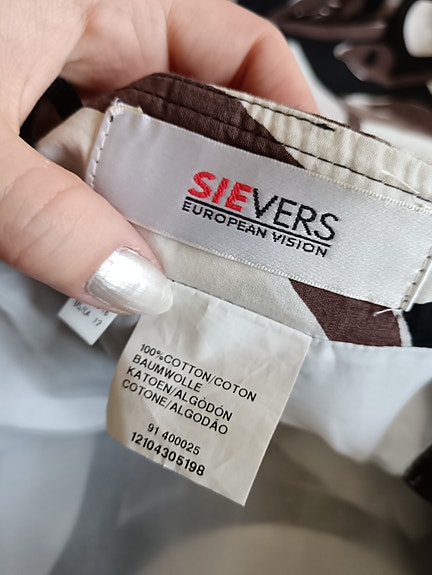 SIEVERS
EUROPEAN VISION
100%COTTON/COTON
BAUMWOLLE
KATOEN/ALGODÓN
COTONE/ALGODÃO
91 400025
12104305198